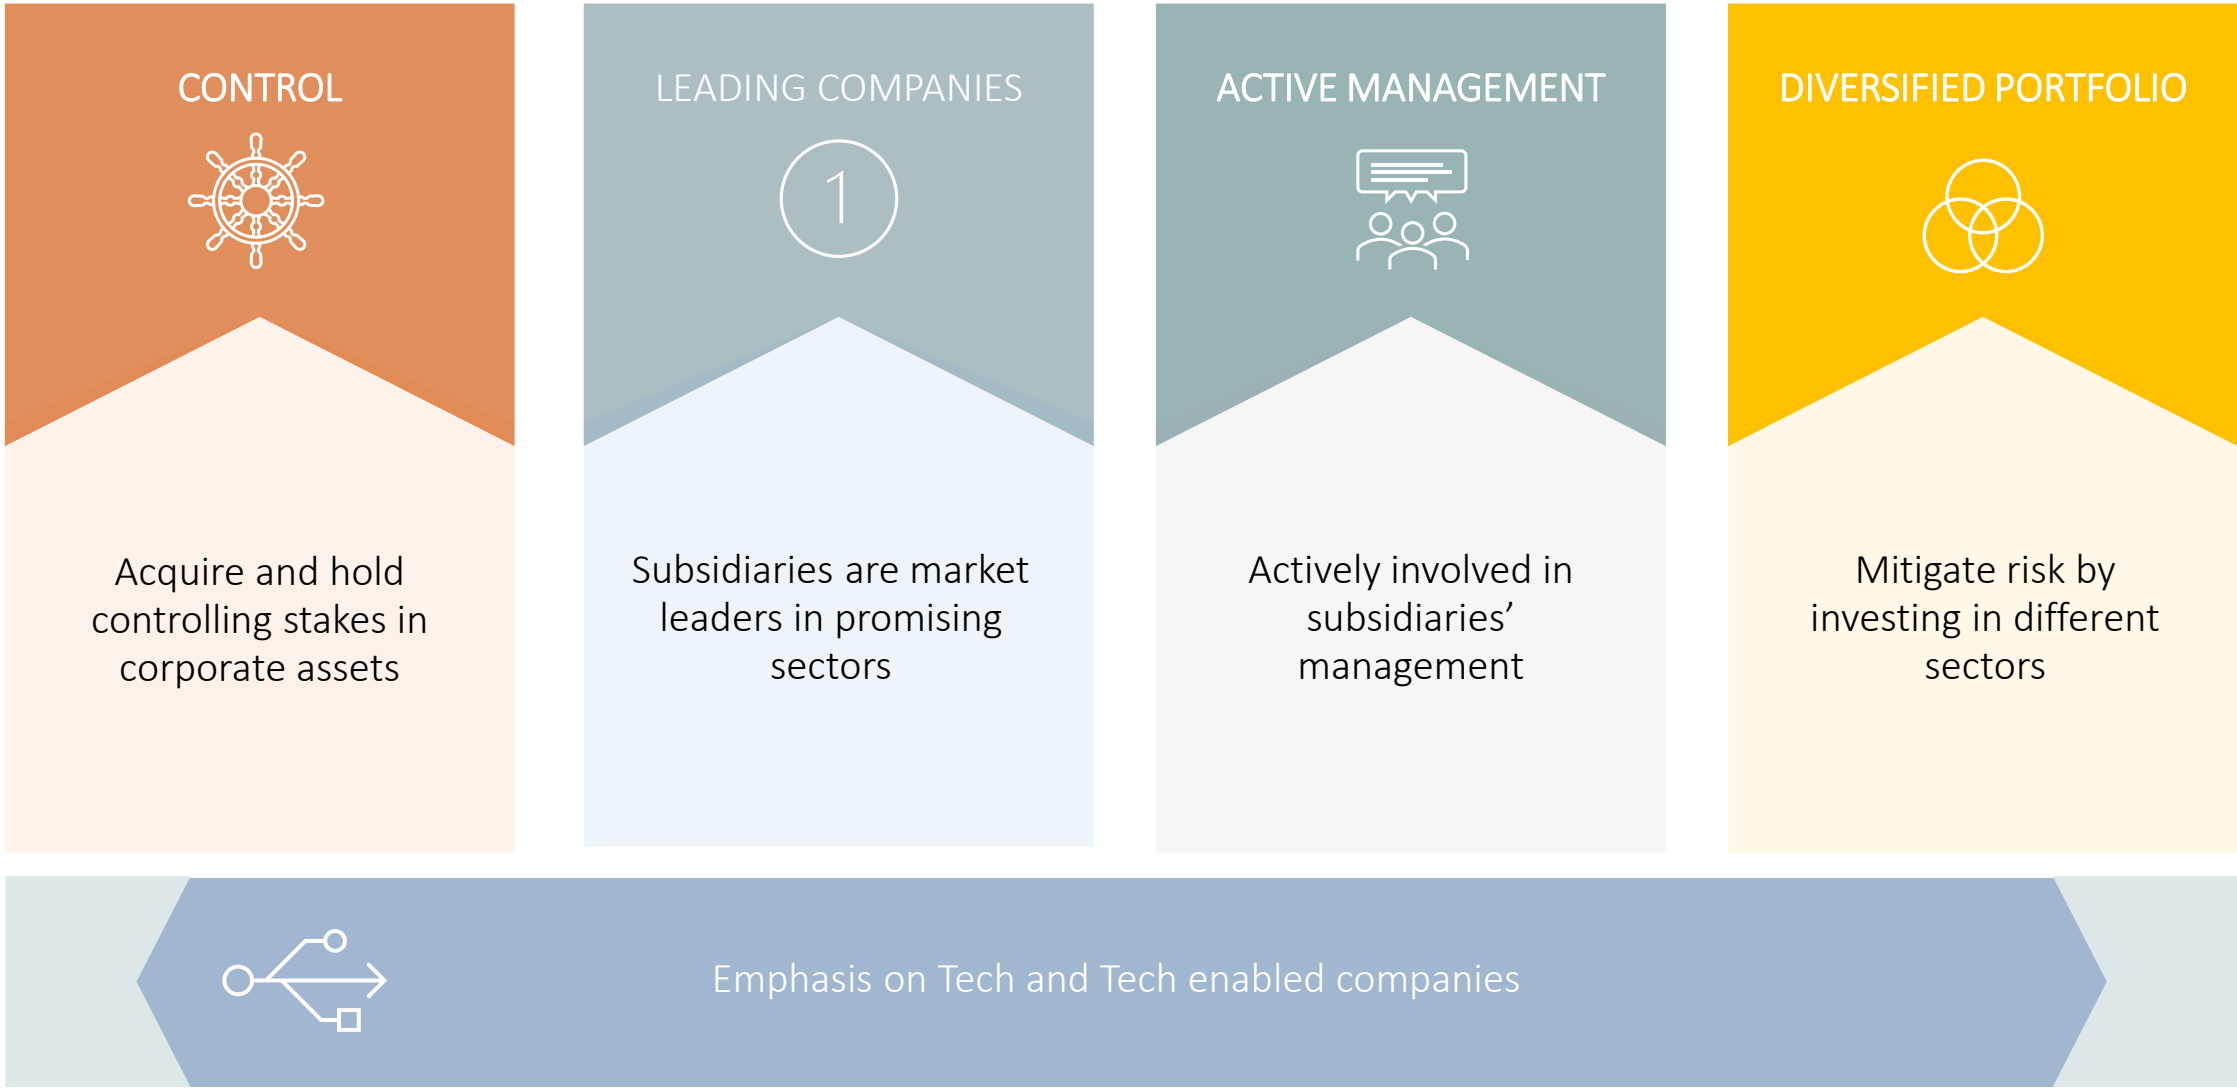 CONTROL
Acquire and hold
controlling stakes in
corporate assets
LEADING COMPANIES
1
Subsidiaries are market
leaders in promising
sectors
ACTIVE MANAGEMENT
Actively involved in
subsidiaries’
management
DIVERSIFIED PORTFOLIO
Mitigate risk by
investing in different
sectors
Emphasis on Tech and Tech enabled companies